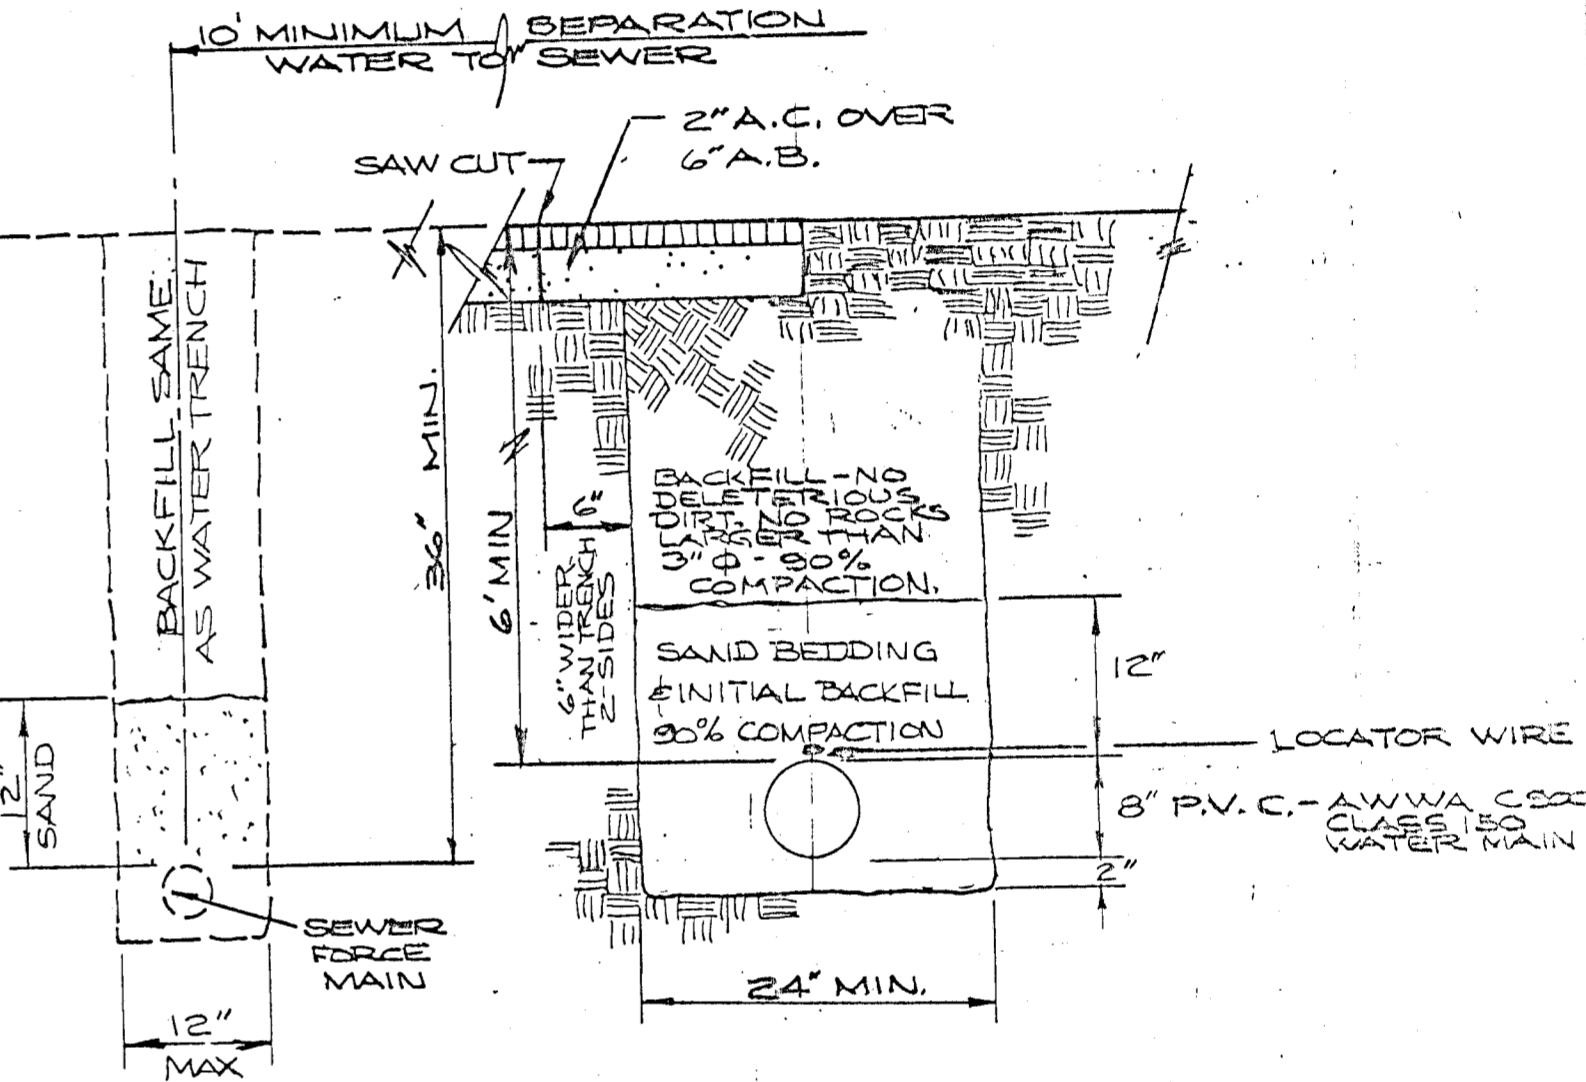 10' MINIMUM SEPARATION
WATER TO SEWER
2" A.C. OVER
6" A.B.
SAW CUT
BACKFILL SAME
AS WATER TRENCH
36" MIN.
6' MIN
6"
6" WIDER
THAN TRENCH
2-SIDES
BACKFILL - NO
DELETERIOUS
DIRT. NO ROCKS
LARGER THAN
3" Φ - 90%
COMPACTION.
SAND BEDDING
& INITIAL BACKFILL
90% COMPACTION
12"
LOCATOR WIRE
8" P.V.C. - AWWA C900
CLASS 150
WATER MAIN
2"
12"
SAND
SEWER
FORCE
MAIN
24" MIN.
12"
MAX